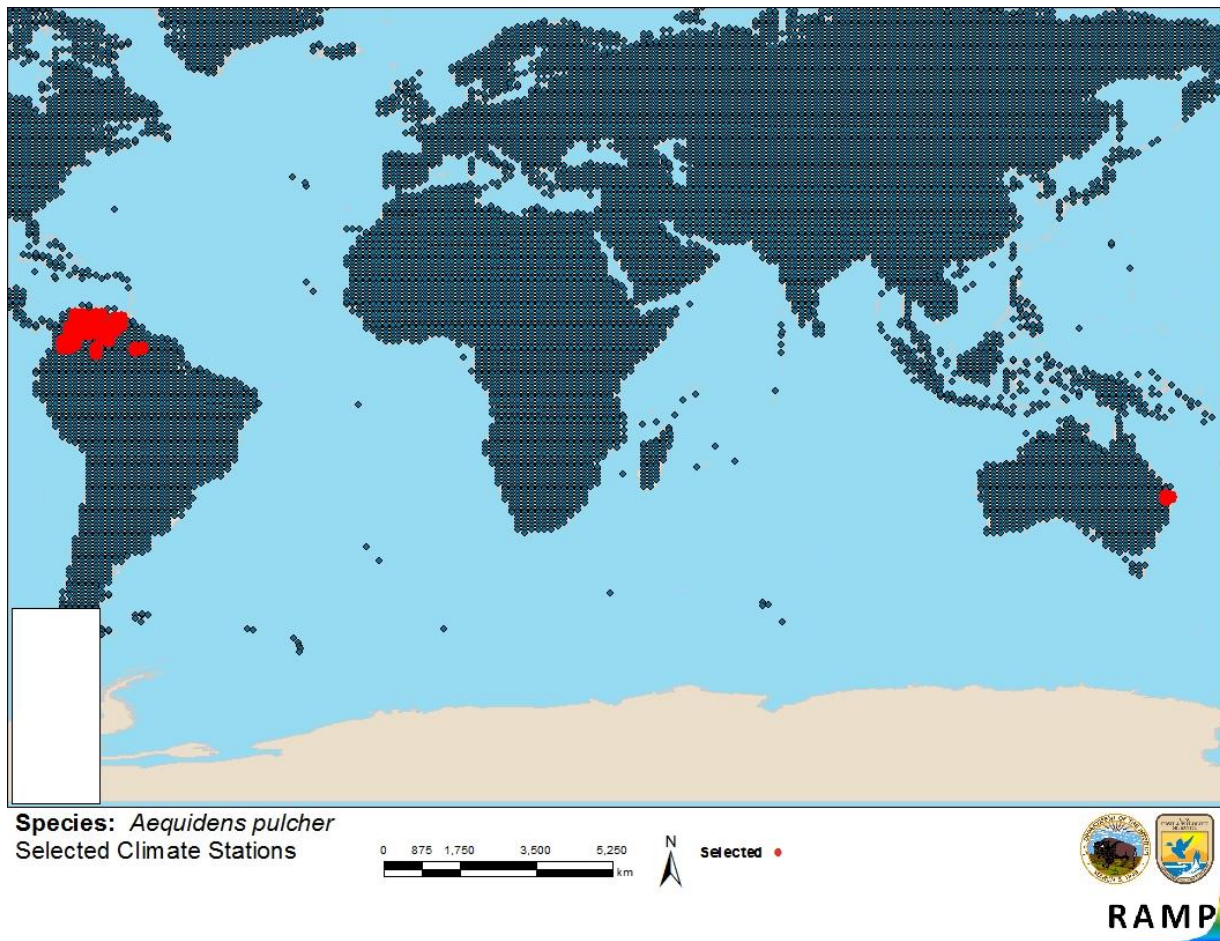 Species: Aequidens pulcher
Selected Climate Stations
0 875 1,750 3,500 5,250
km
N
Selected
RAMP